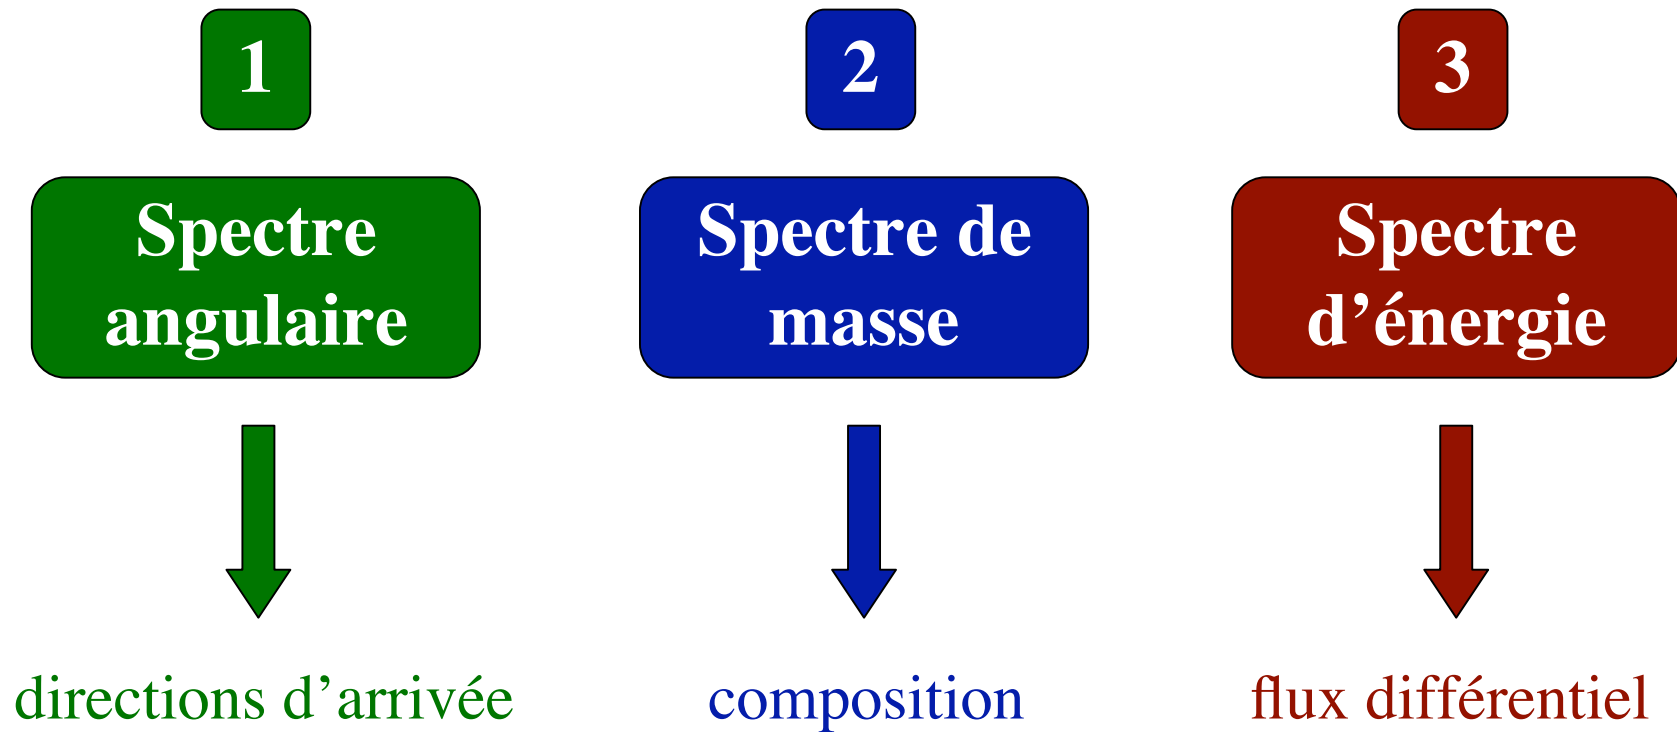 1
Spectre
angulaire
directions d’arrivée
2
Spectre de
masse
composition
3
Spectre
d’énergie
flux différentiel